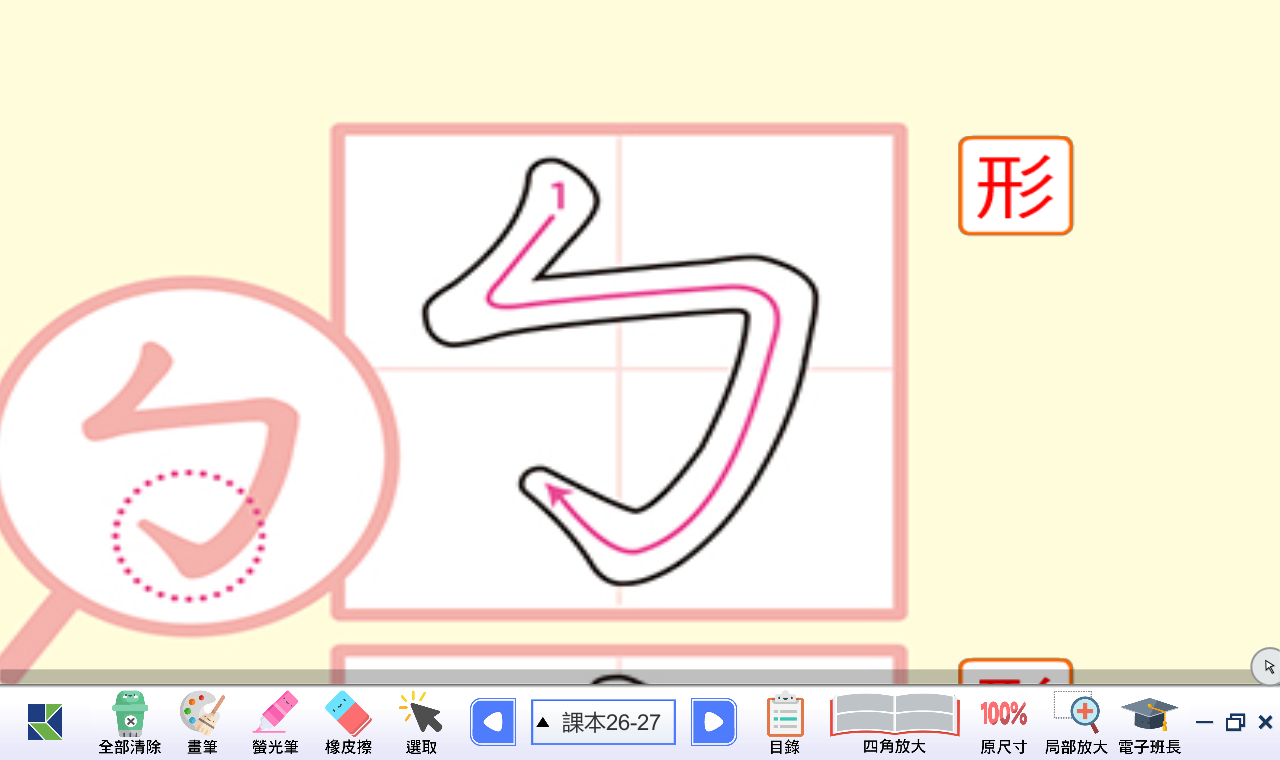 1
形
ㄅ
全部清除 畫筆 螢光筆 橡皮擦 選取 課本26-27 目錄 四角放大 100% 原尺寸 局部放大 電子班長